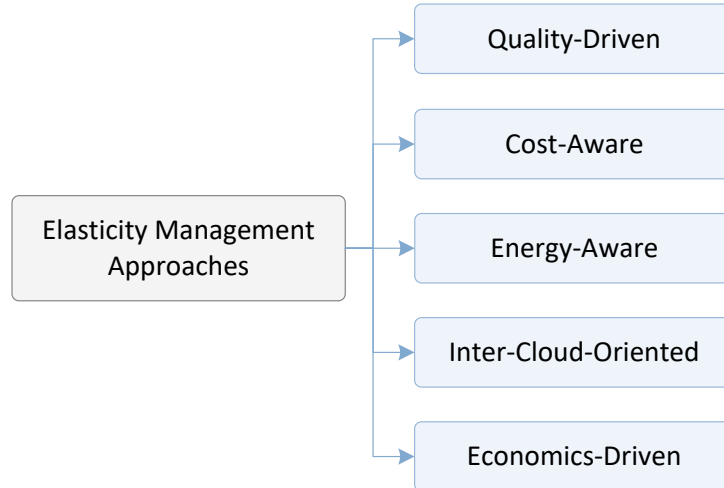 Quality-Driven
Cost-Aware
Elasticity Management
Approaches
Energy-Aware
Inter-Cloud-Oriented
Economics-Driven